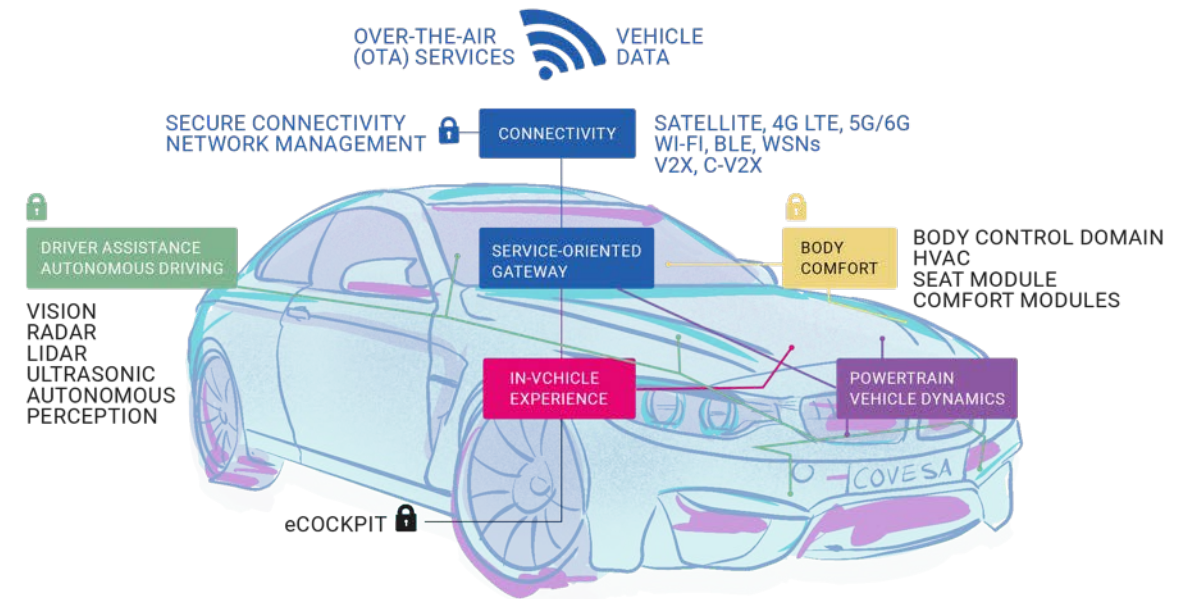 OVER-THE-AIR
(OTA) SERVICES
VEHICLE
DATA
SECURE CONNECTIVITY
NETWORK MANAGEMENT
CONNECTIVITY
SATELLITE, 4G LTE, 5G/6G
WI-FI, BLE, WSNs
V2X, C-V2X
DRIVER ASSISTANCE
AUTONOMOUS DRIVING
SERVICE-ORIENTED
GATEWAY
BODY
COMFORT
BODY CONTROL DOMAIN
HVAC
SEAT MODULE
COMFORT MODULES
VISION
RADAR
LIDAR
ULTRASONIC
AUTONOMOUS
PERCEPTION
IN-VCHICLE
EXPERIENCE
POWERTRAIN
VEHICLE DYNAMICS
COVESA
eCOCKPIT